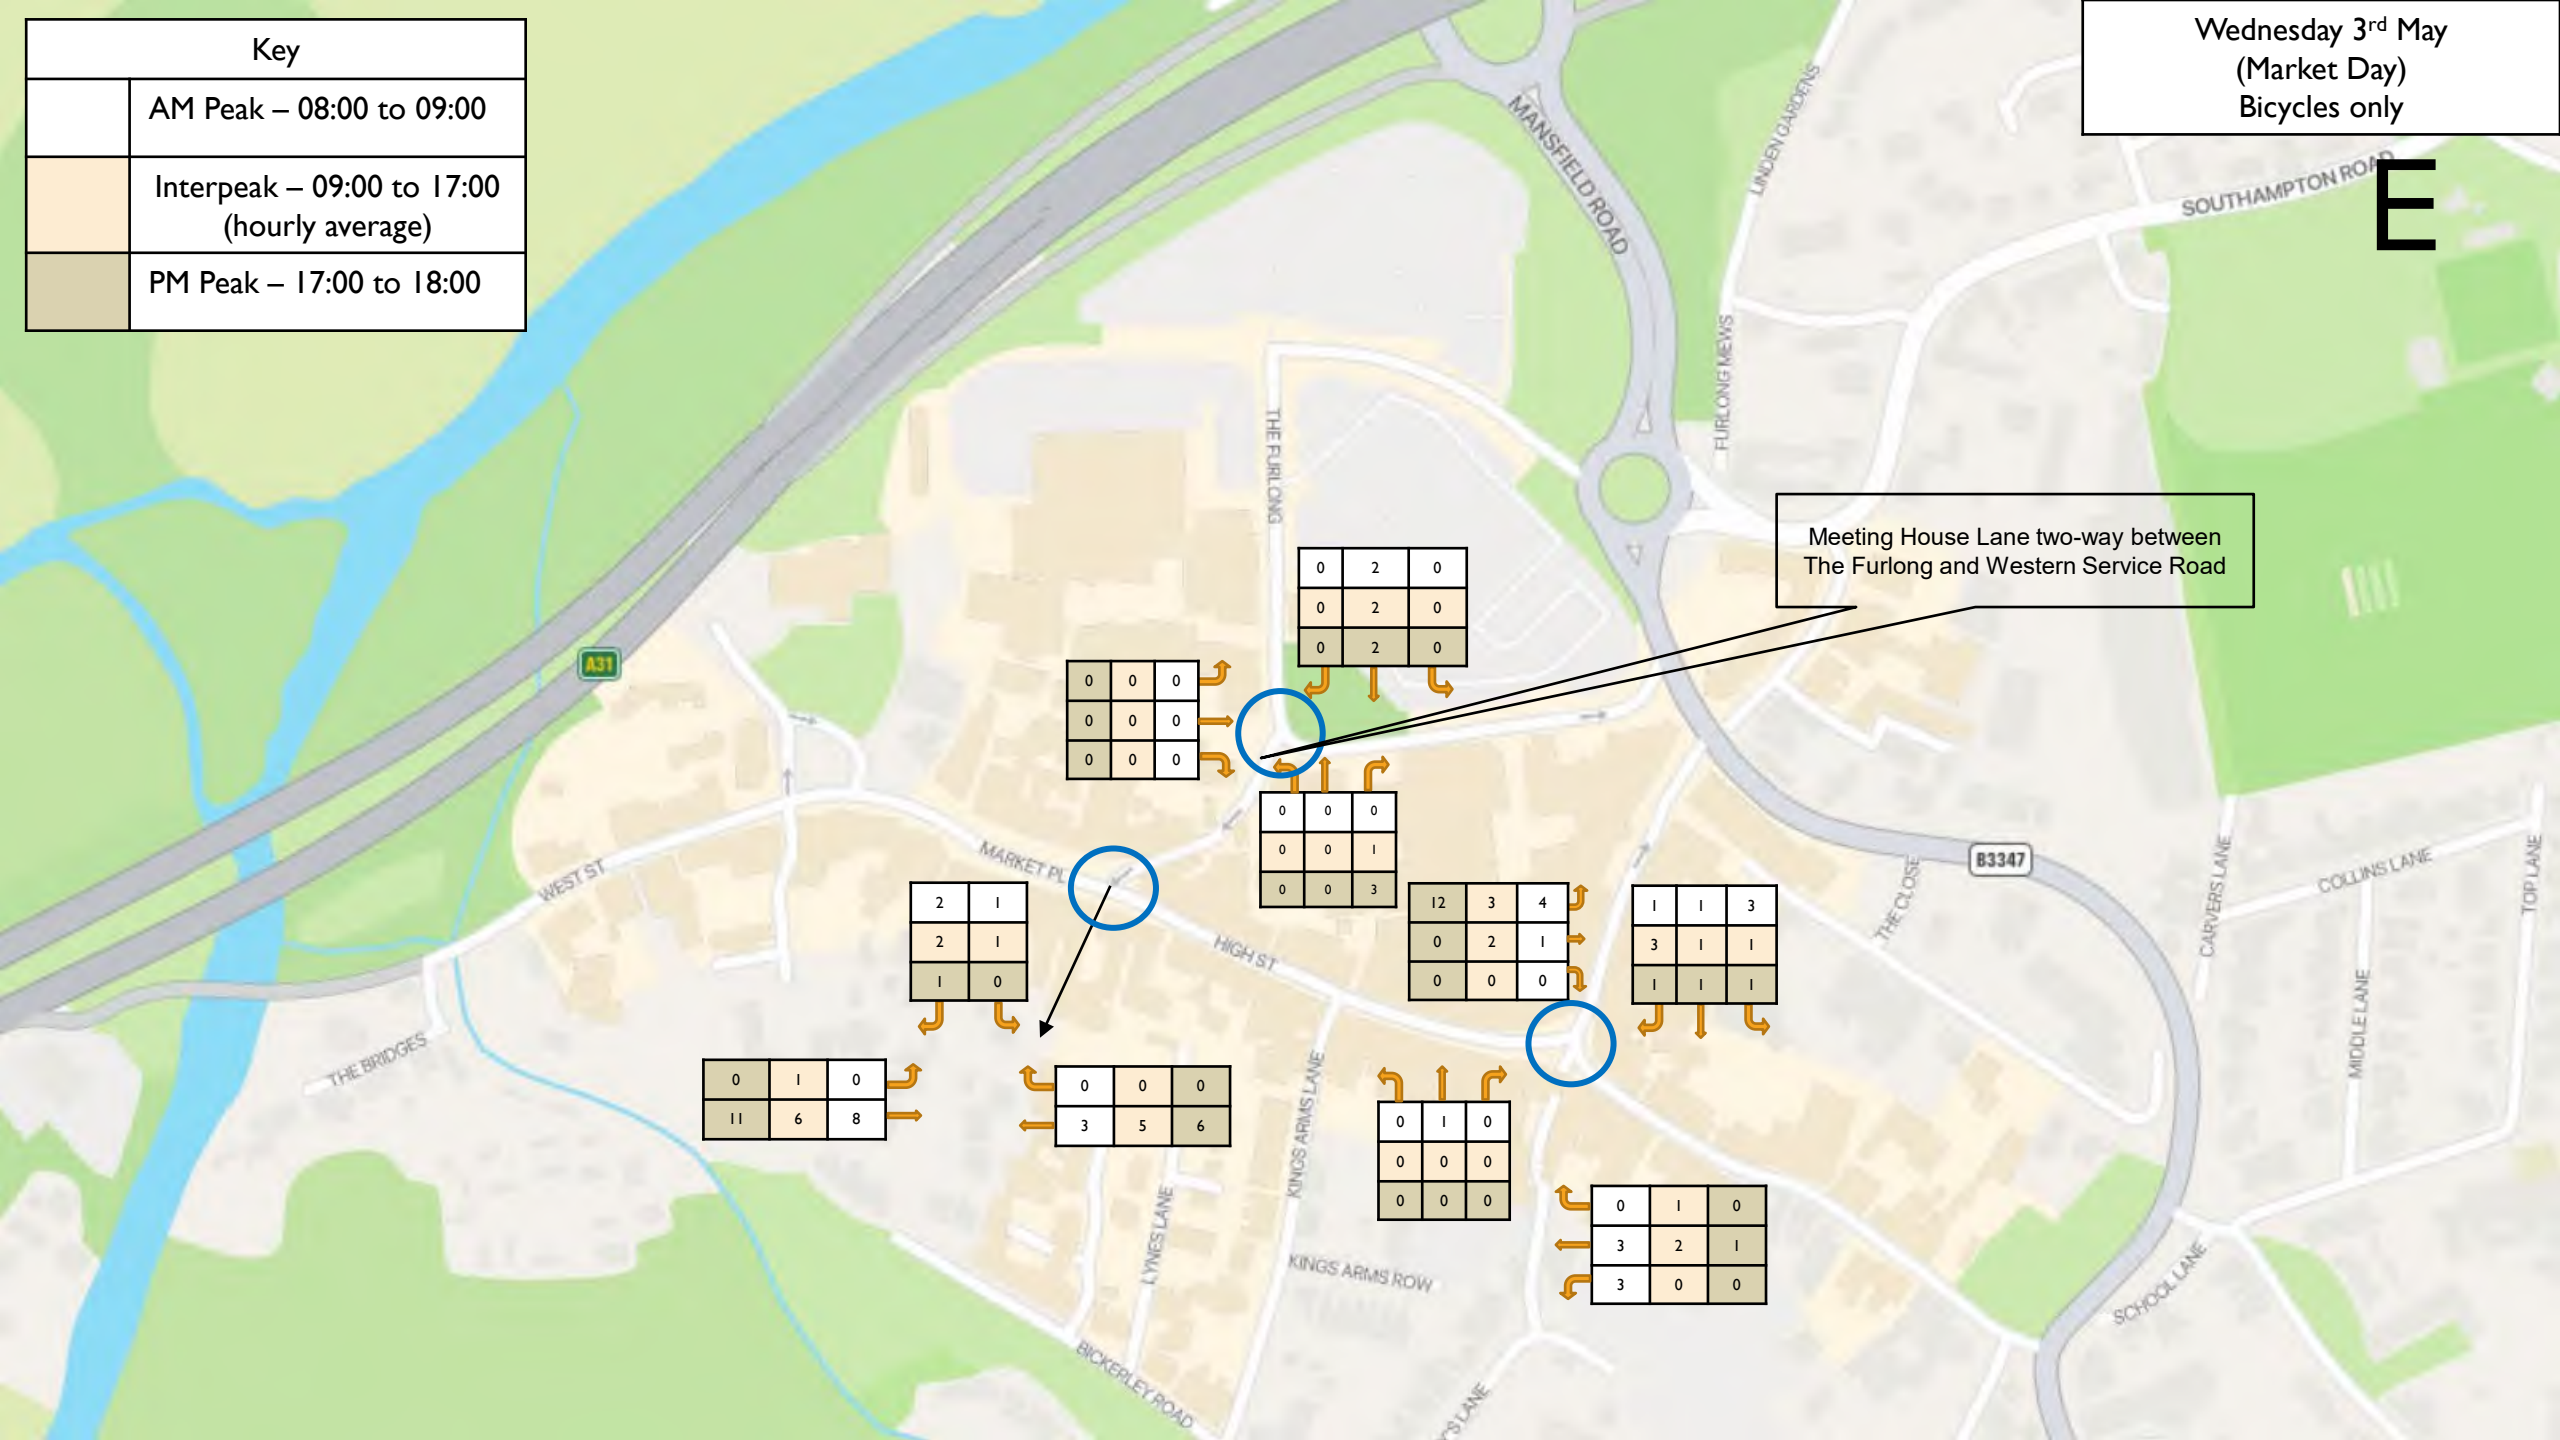 Key
AM Peak – 08:00 to 09:00
Interpeak – 09:00 to 17:00
(hourly average)
PM Peak – 17:00 to 18:00
Wednesday 3rd May
(Market Day)
Bicycles only
E
MANSFIELD ROAD
LINDEN GARDENS
SOUTHAMPTON ROAD
FURLONG MEWS
THE FURLONG
Meeting House Lane two-way between
The Furlong and Western Service Road
A31
0 2 0
0 2 0
0 2 0
0 0 0
0 0 0
0 0 0
0 0 0
0 0 1
0 0 3
MARKET PL
WEST ST
HIGH ST
B3347
THE CLOSE
CARVERS LANE
COLLINS LANE
TOP LANE
MIDDLE LANE
2 1
2 1
1 0
12 3 4
0 2 1
0 0 0
1 1 3
3 1 1
1 1 1
THE BRIDGES
0 1 0
11 6 8
0 0 0
3 5 6
0 1 0
0 0 0
0 0 0
0 1 0
3 2 1
3 0 0
KINGS ARMS LANE
LYNES LANE
KINGS ARMS ROW
SCHOOL LANE
BICKERLEY ROAD
LANE